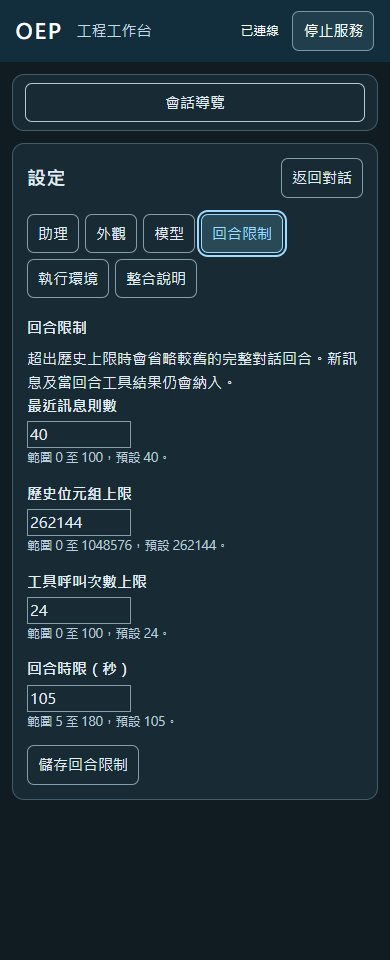 OEP 工程工作台 已連線 停止服務
會話導覽
設定 返回對話
助理 外觀 模型 回合限制
執行環境 整合說明
回合限制
超出歷史上限時會省略較舊的完整對話回合。新訊
息及當回合工具結果仍會納入。
最近訊息則數
40
範圍 0 至 100，預設 40。
歷史位元組上限
262144
範圍 0 至 1048576，預設 262144。
工具呼叫次數上限
24
範圍 0 至 100，預設 24。
回合時限（秒）
105
範圍 5 至 180，預設 105。
儲存回合限制